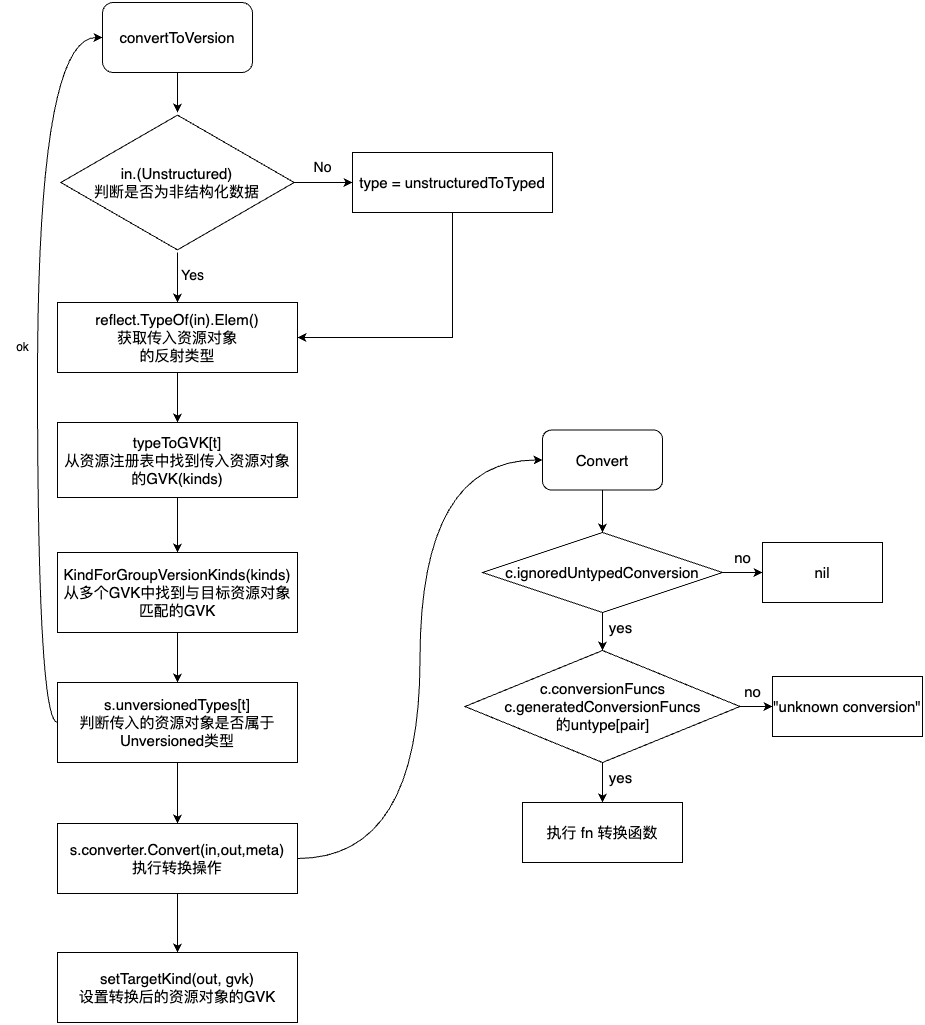 convertToVersion
in.(Unstructured)
判断是否为非结构化数据
No
type = unstructuredToTyped
Yes
reflect.TypeOf(in).Elem()
获取传入资源对象
的反射类型
ok
typeToGVK[t]
从资源注册表中找到传入资源对象
的GVK(kinds)
KindForGroupVersionKinds(kinds)
从多个GVK中找到与目标资源对象
匹配的GVK
s.unversionedTypes[t]
判断传入的资源对象是否属于
Unversioned类型
s.converter.Convert(in,out,meta)
执行转换操作
setTargetKind(out, gvk)
设置转换后的资源对象的GVK
Convert
c.ignoredUntypedConversion
no
nil
yes
c.conversionFuncs
c.generatedConversionFuncs
的untype[pair]
no
"unknown conversion"
yes
执行 fn 转换函数